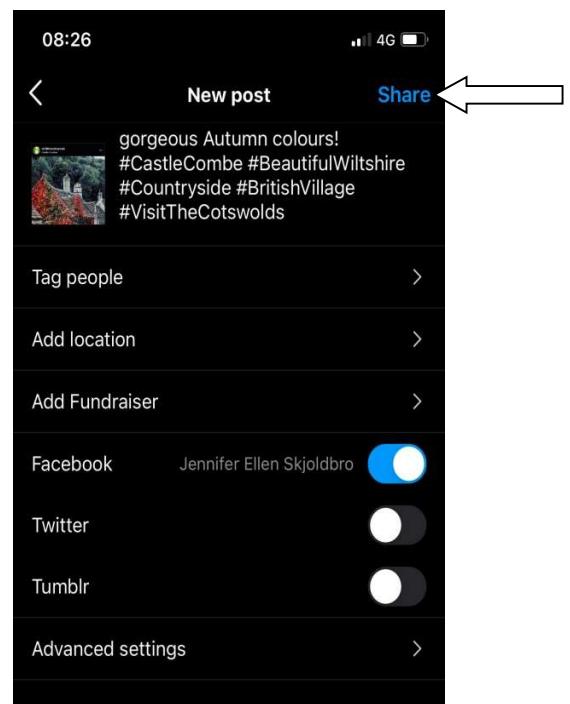 08:26
4G
New post
Share
gorgeous Autumn colours!
#CastleCombe #BeautifulWiltshire
#Countryside #BritishVillage
#VisitTheCotswolds
Tag people
Add location
Add Fundraiser
Facebook Jennifer Ellen Skjoldbro
Twitter
Tumblr
Advanced settings